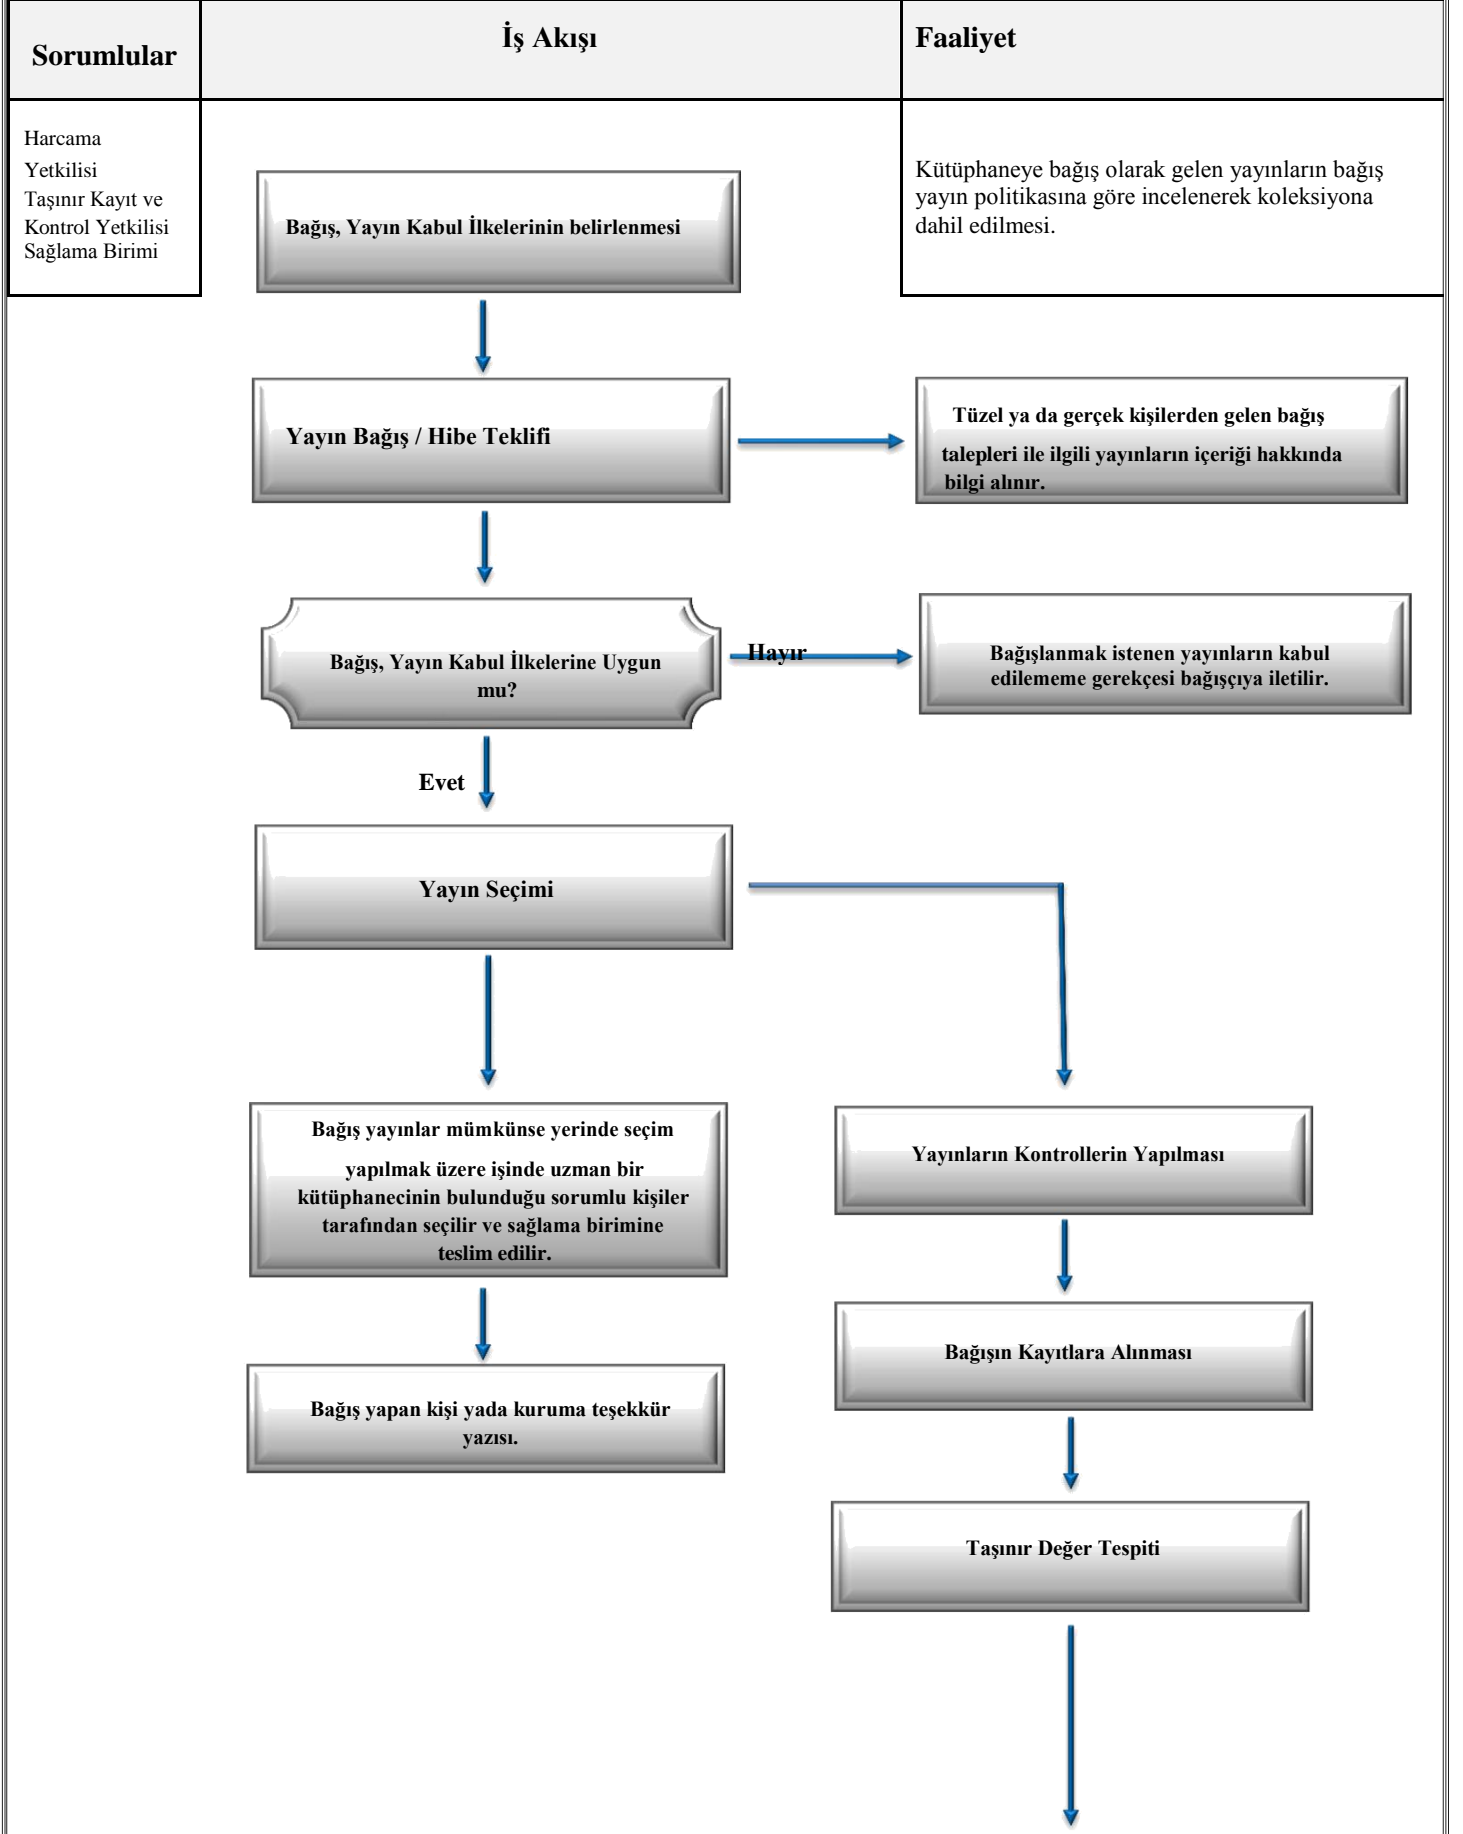 Sorumlular
İş Akışı
Faaliyet
Harcama
Yetkilisi
Taşınır Kayıt ve
Kontrol Yetkilisi
Sağlama Birimi
Kütüphaneye bağış olarak gelen yayınların bağış
yayın politikasına göre incelenerek koleksiyona
dahil edilmesi.
Bağış, Yayın Kabul İlkelerinin belirlenmesi
Yayın Bağış / Hibe Teklifi
Tüzel ya da gerçek kişilerden gelen bağış
talepleri ile ilgili yayınların içeriği hakkında
bilgi alınır.
Bağış, Yayın Kabul İlkelerine Uygun
mu?
Hayır
Bağışlanmak istenen yayınların kabul
edilememe gerekçesi bağışçıya iletilir.
Evet
Yayın Seçimi
Bağış yayınlar mümkünse yerinde seçim
yapılmak üzere işinde uzman bir
kütüphanecinin bulunduğu sorumlu kişiler
tarafından seçilir ve sağlama birimine
teslim edilir.
Yayınların Kontrollerin Yapılması
Bağışın Kayıtlara Alınması
Bağış yapan kişi yada kuruma teşekkür
yazısı.
Taşınır Değer Tespiti